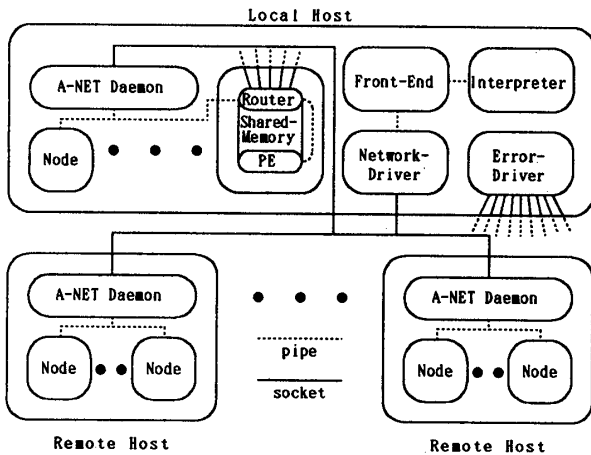 Local Host
A-NET Daemon
Node
Router
Shared-
Memory
PE
Front-End
Interpreter
Network-
Driver
Error-
Driver
A-NET Daemon
Node
Node
Remote Host
pipe
socket
A-NET Daemon
Node
Node
Remote Host